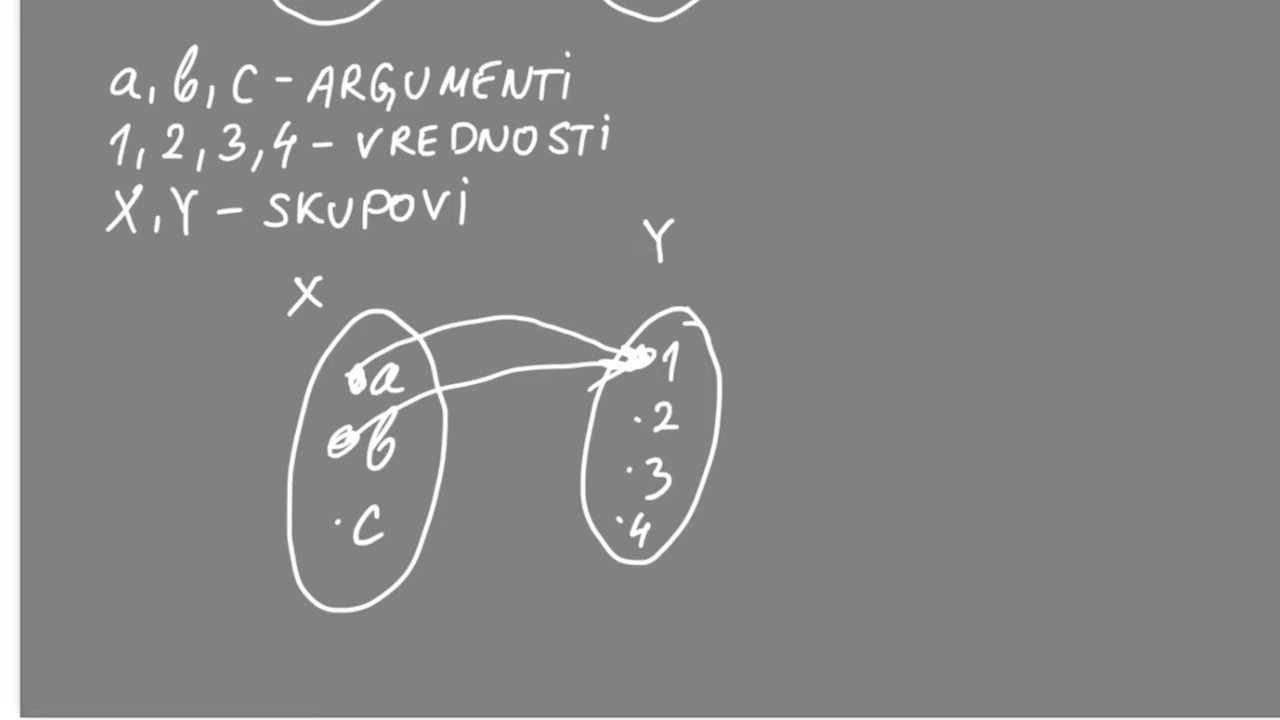 a, b, c - ARGUMENTi
1, 2, 3, 4 - VREDNOSTi
X, Y - SKUPOVi
Y
X
a
b
c
1
2
3
4